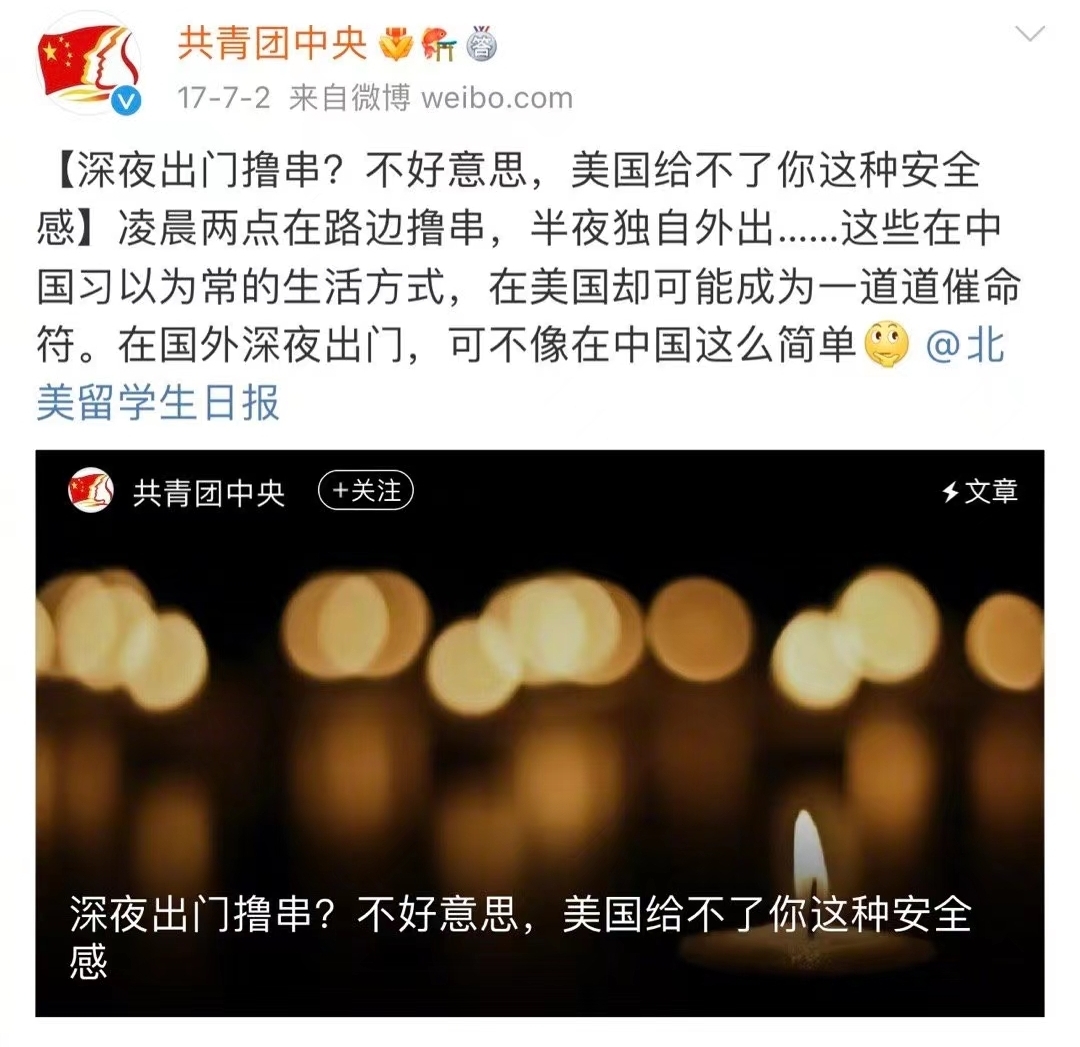 共青团中央
17-7-2 来自微博 weibo.com
【深夜出门撸串？不好意思，美国给不了你这种安全
感】凌晨两点在路边撸串，半夜独自外出......这些在中
国习以为常的生活方式，在美国却可能成为一道道催命
符。在国外深夜出门，可不像在中国这么简单🤔 @北
美留学生日报
共青团中央 +关注 文章
深夜出门撸串？不好意思，美国给不了你这种安全
感